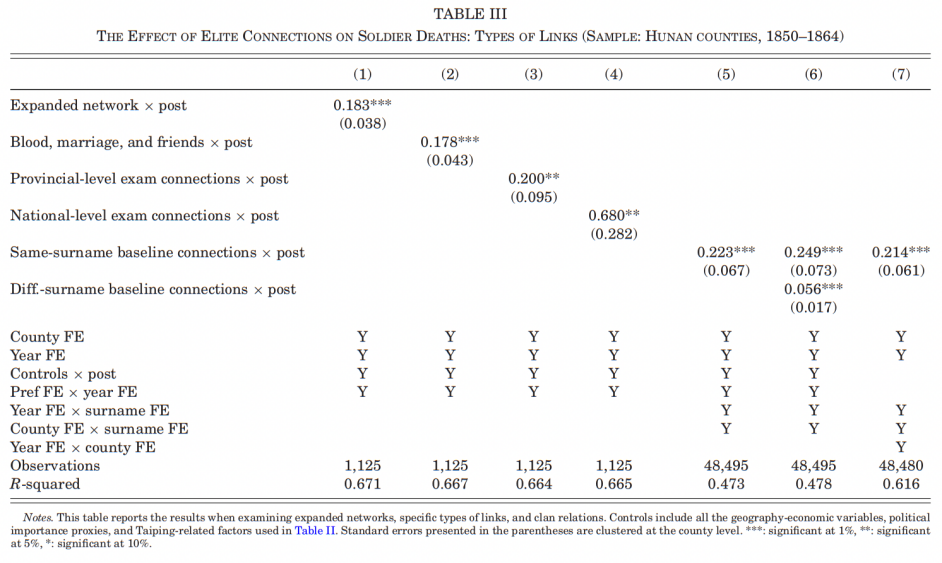 TABLE III
THE EFFECT OF ELITE CONNECTIONS ON SOLDIER DEATHS: TYPES OF LINKS (SAMPLE: HUNAN COUNTIES, 1850–1864)
(1) (2) (3) (4) (5) (6) (7)
Expanded network × post 0.183***
(0.038)
Blood, marriage, and friends × post 0.178***
(0.043)
Provincial-level exam connections × post 0.200**
(0.095)
National-level exam connections × post 0.680**
(0.282)
Same-surname baseline connections × post 0.223*** 0.249*** 0.214***
(0.067) (0.073) (0.061)
Diff.-surname baseline connections × post 0.056***
(0.017)
County FE Y Y Y Y Y Y Y
Year FE Y Y Y Y Y Y Y
Controls × post Y Y Y Y Y Y
Pref FE × year FE Y Y Y Y Y Y
Year FE × surname FE Y Y Y
County FE × surname FE Y Y Y
Year FE × county FE Y
Observations 1,125 1,125 1,125 1,125 48,495 48,495 48,480
R-squared 0.671 0.667 0.664 0.665 0.473 0.478 0.616
Notes. This table reports the results when examining expanded networks, specific types of links, and clan relations. Controls include all the geography-economic variables, political
importance proxies, and Taiping-related factors used in Table II. Standard errors presented in the parentheses are clustered at the county level. ***: significant at 1%, **: significant
at 5%, *: significant at 10%.